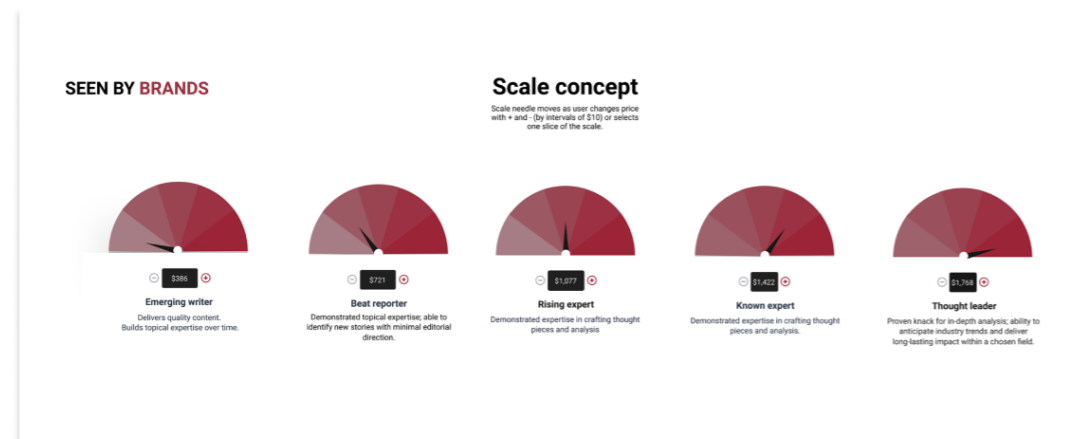 SEEN BY BRANDS
Scale concept
Scale needle moves as user changes price
with + and - (by intervals of $10) or selects
one slice of the scale.
$386
Emerging writer
Delivers quality content.
Builds topical expertise over time.
$721
Beat reporter
Demonstrated topical expertise; able to
identify new stories with minimal editorial
direction.
$1,077
Rising expert
Demonstrated expertise in crafting thought
pieces and analysis
$1,422
Known expert
Demonstrated expertise in crafting thought
pieces and analysis.
$1,768
Thought leader
Proven knack for in-depth analysis; ability to
anticipate industry trends and deliver
long-lasting impact within a chosen field.